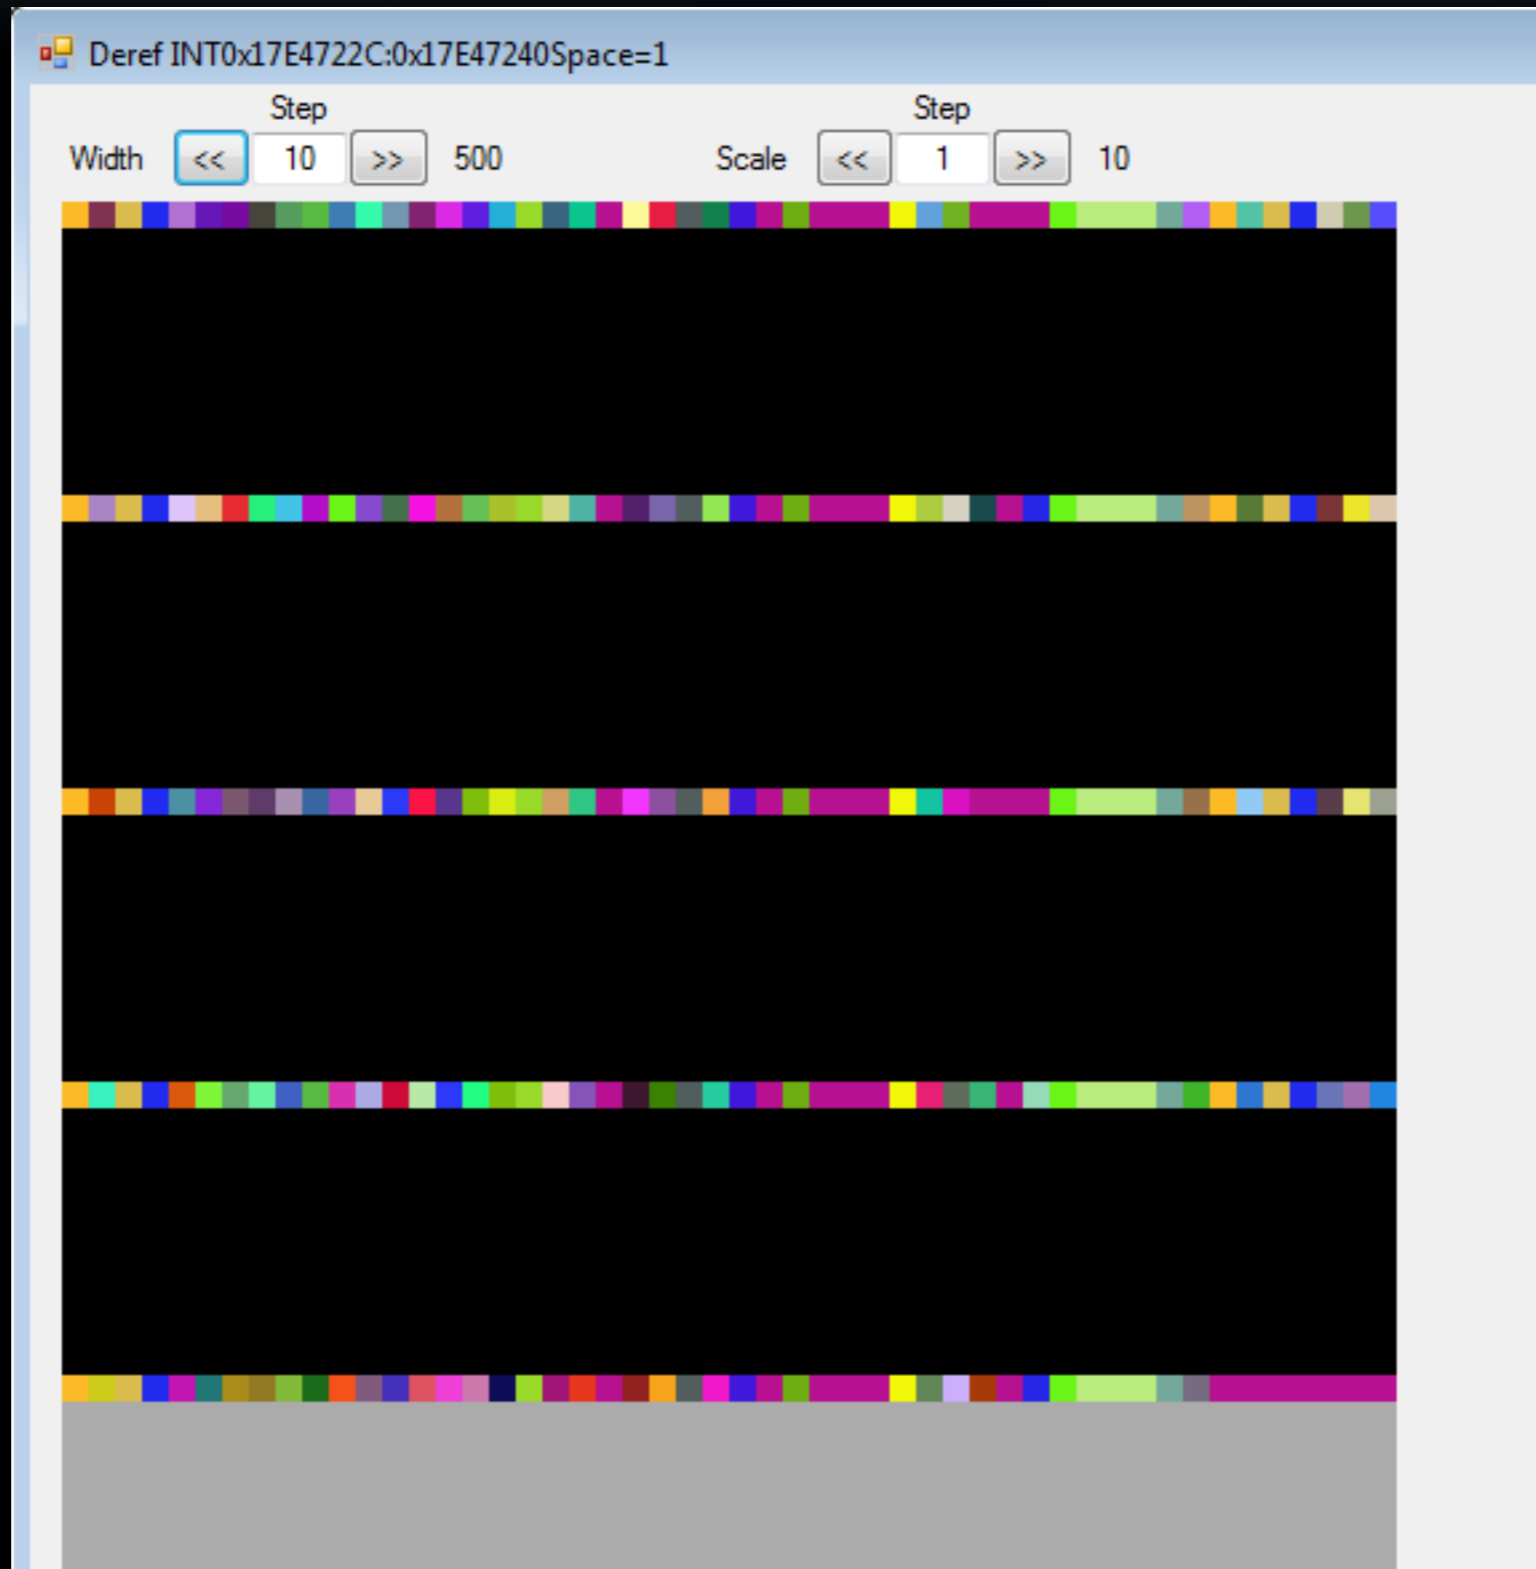 Deref INT0x17E4722C:0x17E47240Space=1
Step Step
Width << 10 >> 500 Scale << 1 >> 10